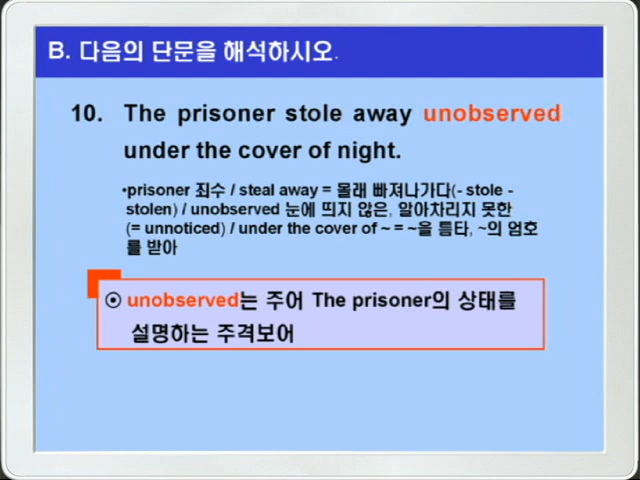 B. 다음의 단문을 해석하시오.
10. The prisoner stole away unobserved
under the cover of night.
•prisoner 죄수 / steal away = 몰래 빠져나가다(- stole -
stolen) / unobserved 눈에 띄지 않은, 알아차리지 못한
(= unnoticed) / under the cover of ~ = ~을 틈타, ~의 엄호
를 받아
⊙ unobserved는 주어 The prisoner의 상태를
설명하는 주격보어